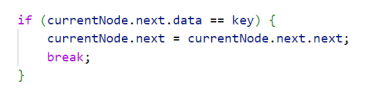 if (currentNode.next.data == key) {
    currentNode.next = currentNode.next.next;
    break;
}